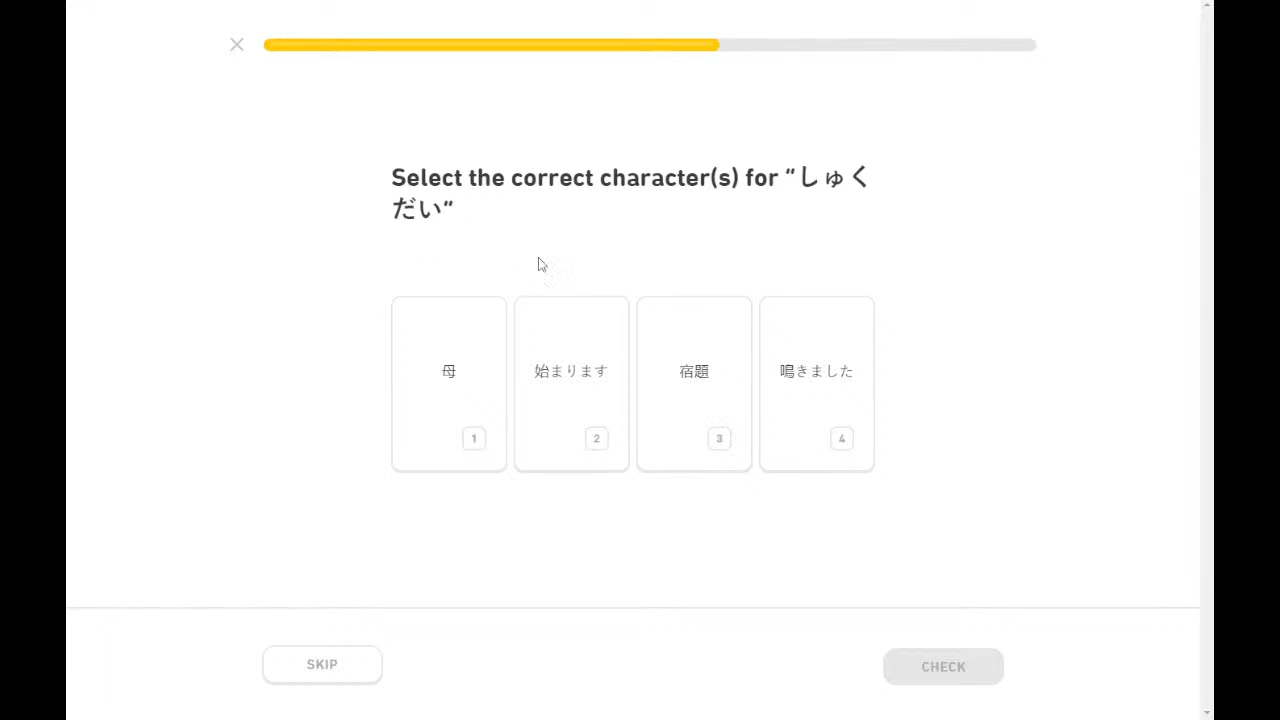 Select the correct character(s) for “しゅく
だい”
母
始まります
宿題
鳴きました
1
2
3
4
SKIP
CHECK